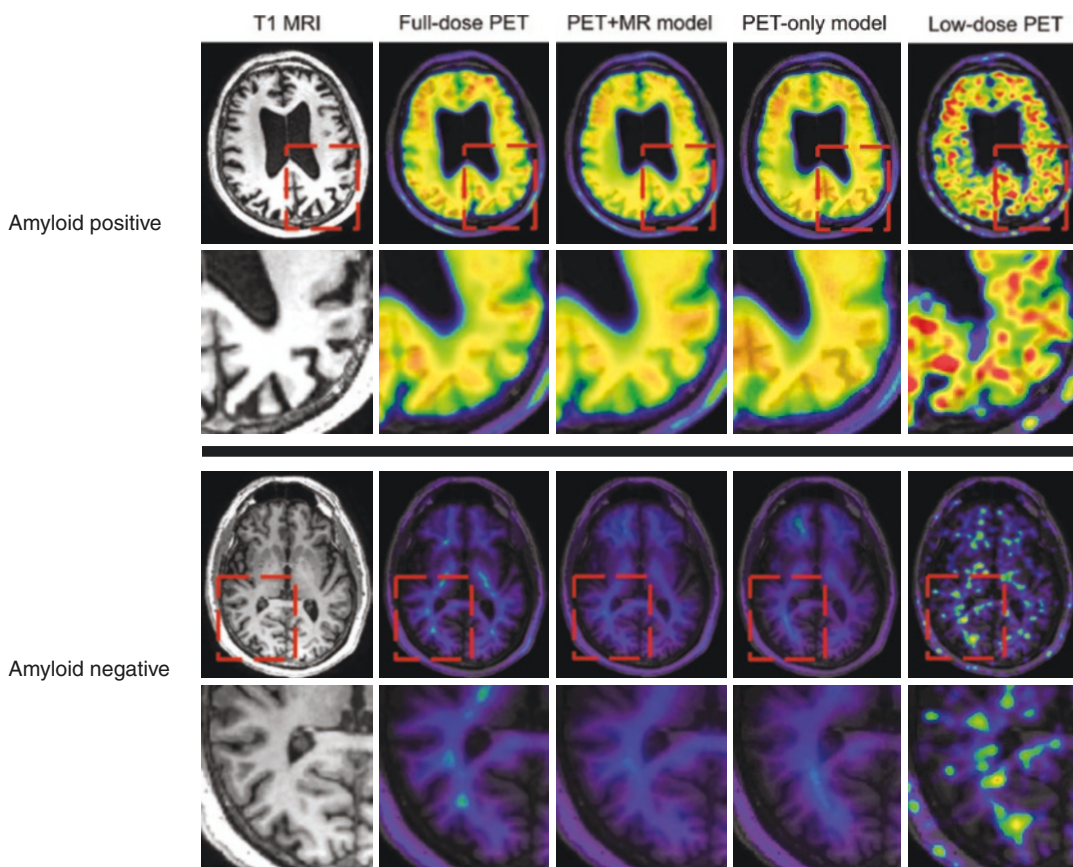 T1 MRI
Full-dose PET
PET+MR model
PET-only model
Low-dose PET
Amyloid positive
Amyloid negative